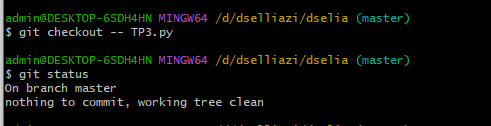 admin@DESKTOP-6SDH4HN MINGW64 /d/dselliazi/dselia (master)
$ git checkout -- TP3.py
admin@DESKTOP-6SDH4HN MINGW64 /d/dselliazi/dselia (master)
$ git status
On branch master
nothing to commit, working tree clean